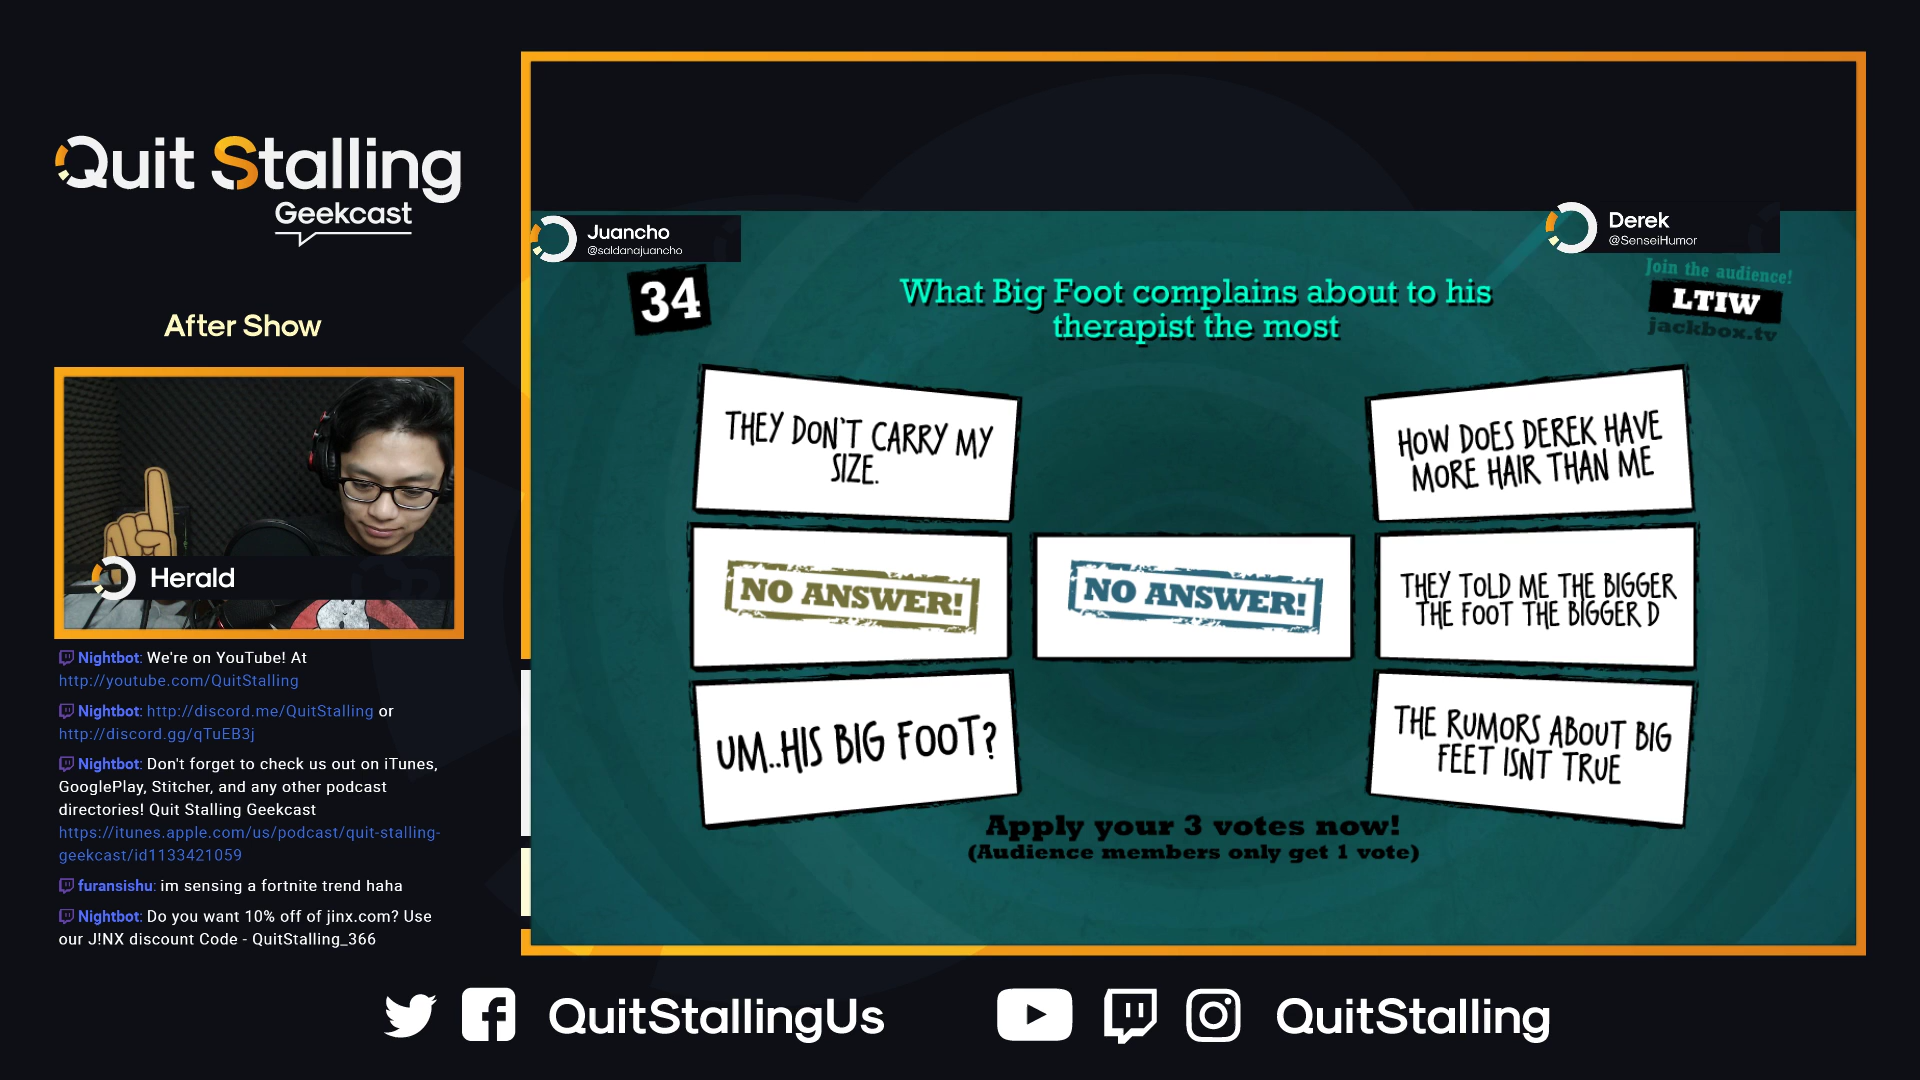 Quit Stalling
Geekcast
After Show
Herald
Nightbot: We're on YouTube! At
http://youtube.com/QuitStalling
Nightbot: http://discord.me/QuitStalling or
http://discord.gg/qTuEB3j
Nightbot: Don't forget to check us out on iTunes,
GooglePlay, Stitcher, and any other podcast
directories! Quit Stalling Geekcast
https://itunes.apple.com/us/podcast/quit-stalling-
geekcast/id1133421059
furansishu: im sensing a fortnite trend haha
Nightbot: Do you want 10% off of jinx.com? Use
our J!NX discount Code - QuitStalling_366
Juancho
@saldanajuancho
Derek
@SenseiHumor
34
What Big Foot complains about to his
therapist the most
Join the audience!
LTIW
jackbox.tv
THEY DON'T CARRY MY
SIZE.
HOW DOES DEREK HAVE
MORE HAIR THAN ME
NO ANSWER!
NO ANSWER!
THEY TOLD ME THE BIGGER
THE FOOT THE BIGGER D
UM..HIS BIG FOOT?
THE RUMORS ABOUT BIG
FEET ISNT TRUE
Apply your 3 votes now!
(Audience members only get 1 vote)
QuitStallingUs
QuitStalling